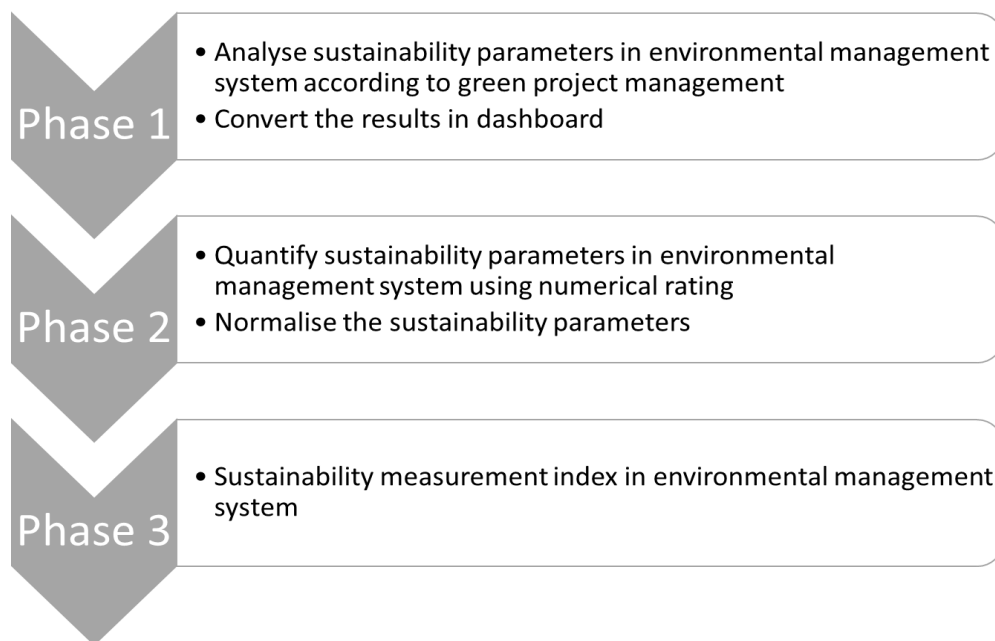 Phase 1
• Analyse sustainability parameters in environmental management
system according to green project management
• Convert the results in dashboard
Phase 2
• Quantify sustainability parameters in environmental
management system using numerical rating
• Normalise the sustainability parameters
Phase 3
• Sustainability measurement index in environmental management
system